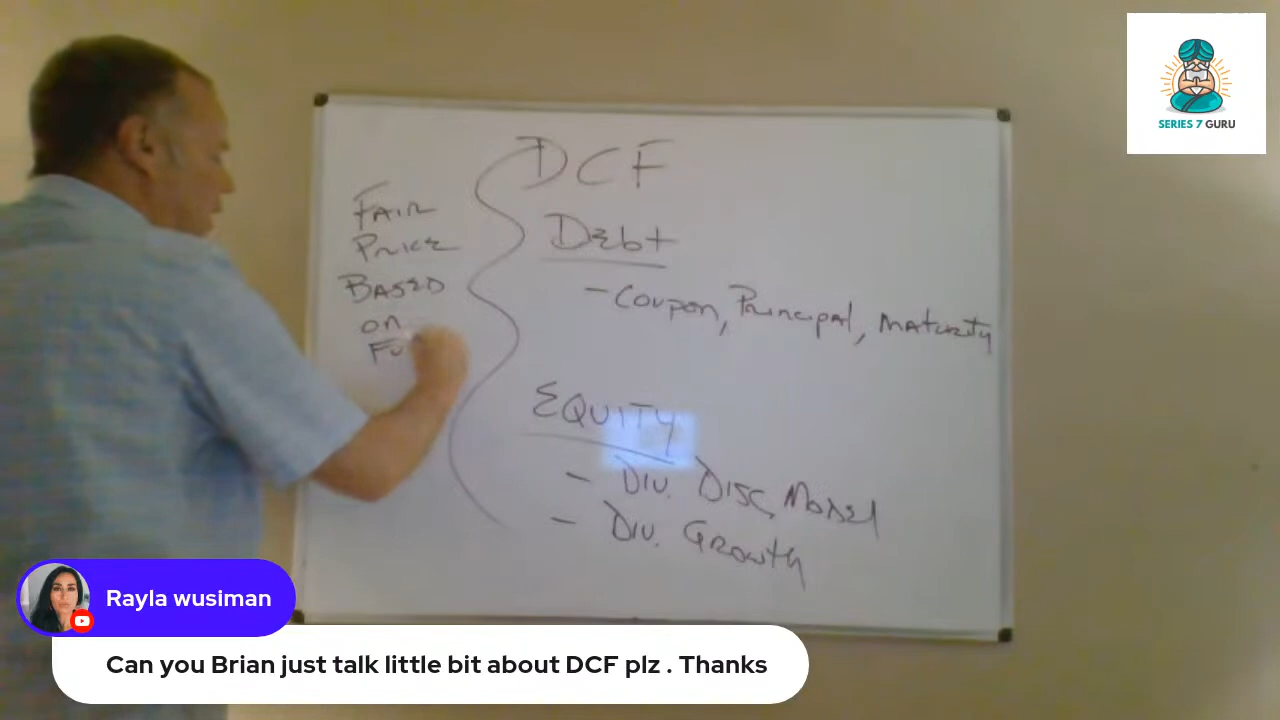 SERIES 7 GURU
DCF
FAIR
PRICE
BASED
on
FU
Debt
- Coupon, Principal, Maturity
EQUITY
- Div. Disc Model
- Div. Growth
Rayla wusiman
Can you Brian just talk little bit about DCF plz . Thanks